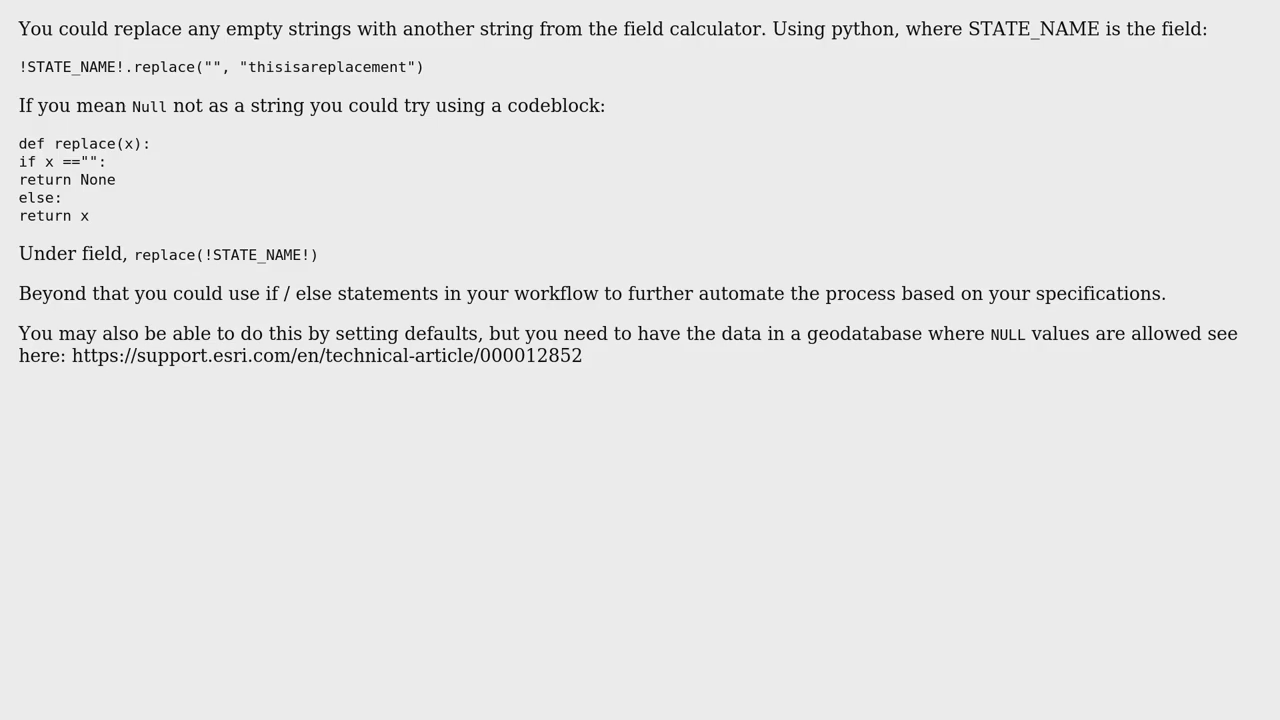 You could replace any empty strings with another string from the field calculator. Using python, where STATE_NAME is the field:
!STATE_NAME!.replace("", "thisisareplacement")
If you mean Null not as a string you could try using a codeblock:
def replace(x):
if x =="":
return None
else:
return x
Under field, replace(!STATE_NAME!)
Beyond that you could use if / else statements in your workflow to further automate the process based on your specifications.
You may also be able to do this by setting defaults, but you need to have the data in a geodatabase where NULL values are allowed see
here: https://support.esri.com/en/technical-article/000012852